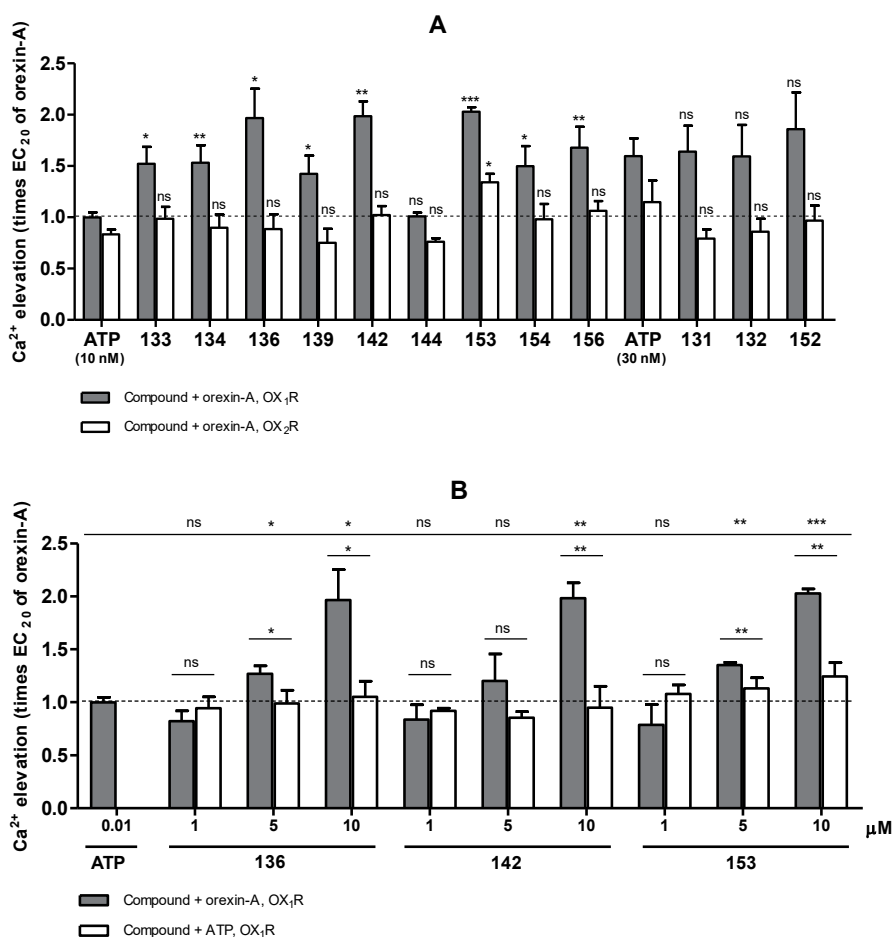 A
Ca²⁺ elevation (times EC₂₀ of orexin-A)
2.5
2.0
1.5
1.0
0.5
0.0
* ** * * ** *** * ** ns ns ns
ns ns ns ns ns ns * ns ns ns ns ns
ATP 133 134 136 139 142 144 153 154 156 ATP 131 132 152
(10 nM) (30 nM)
Compound + orexin-A, OX₁R
Compound + orexin-A, OX₂R
B
Ca²⁺ elevation (times EC₂₀ of orexin-A)
ns * * ns ns ** ns ** ***
2.5
2.0
1.5
1.0
0.5
0.0
ns * * ns ns ** ns ** **
0.01 1 5 10 1 5 10 1 5 10 μM
ATP 136 142 153
Compound + orexin-A, OX₁R
Compound + ATP, OX₁R